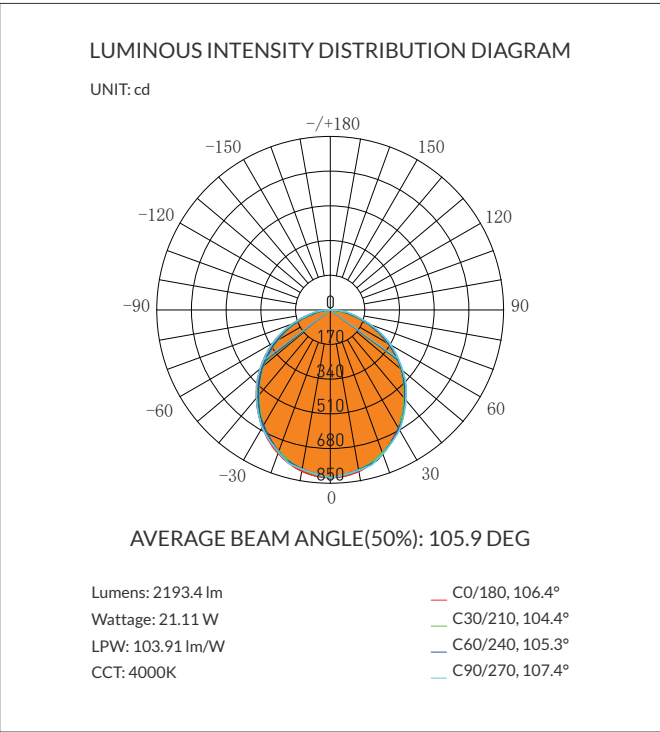 LUMINOUS INTENSITY DISTRIBUTION DIAGRAM
UNIT: cd
−/+180
−150
150
−120
120
−90
0
90
170
340
−60
510
60
680
−30
850
30
0
AVERAGE BEAM ANGLE(50%): 105.9 DEG
Lumens: 2193.4 lm
Wattage: 21.11 W
LPW: 103.91 lm/W
CCT: 4000K
C0/180, 106.4°
C30/210, 104.4°
C60/240, 105.3°
C90/270, 107.4°